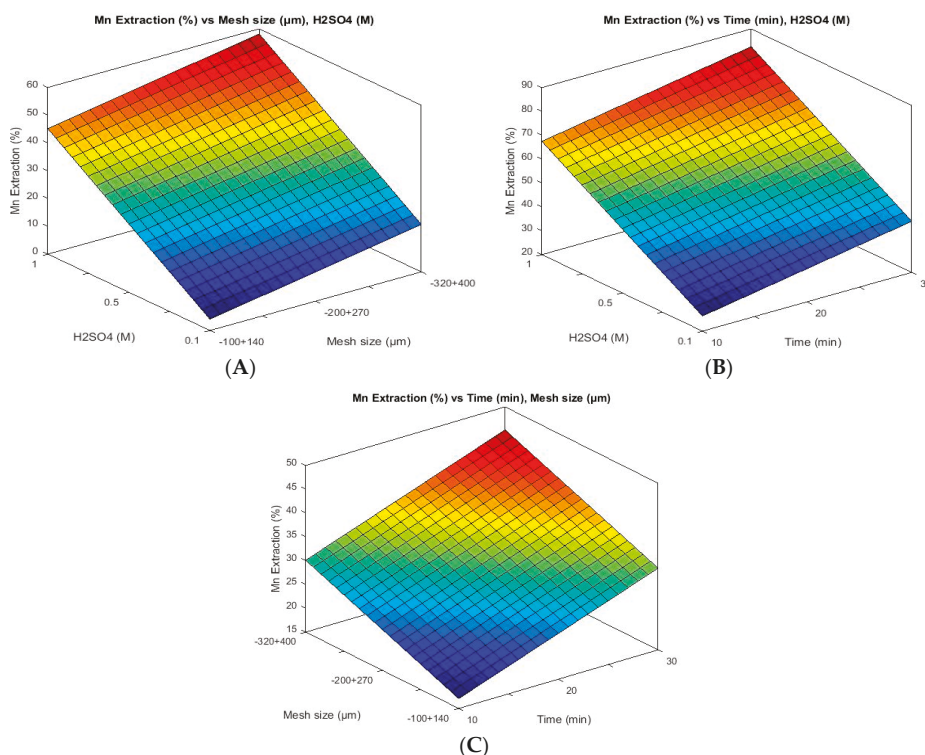 Mn Extraction (%) vs Mesh size (µm), H2SO4 (M)
60
50
40
30
20
10
0
Mn Extraction (%)
1
0.5
0.1
H2SO4 (M)
-100+140
-200+270
-320+400
Mesh size (µm)
(A)
Mn Extraction (%) vs Time (min), H2SO4 (M)
90
80
70
60
50
40
30
20
Mn Extraction (%)
1
0.5
0.1
H2SO4 (M)
10
20
Time (min)
(B)
Mn Extraction (%) vs Time (min), Mesh size (µm)
50
45
40
35
30
25
20
15
Mn Extraction (%)
-320+400
-200+270
-100+140
Mesh size (µm)
10
20
30
Time (min)
(C)